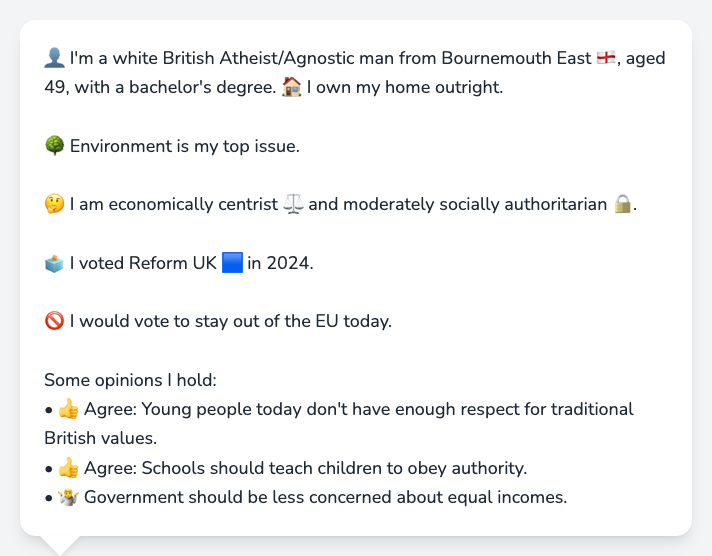 👤 I'm a white British Atheist/Agnostic man from Bournemouth East 🏴󠁧󠁢󠁥󠁮󠁧󠁿, aged
49, with a bachelor's degree. 🏠 I own my home outright.
🌳 Environment is my top issue.
🤔 I am economically centrist ⚖️ and moderately socially authoritarian 🔒.
🗳️ I voted Reform UK 🟦 in 2024.
🚫 I would vote to stay out of the EU today.
Some opinions I hold:
• 👍 Agree: Young people today don't have enough respect for traditional
British values.
• 👍 Agree: Schools should teach children to obey authority.
• 🤷 Government should be less concerned about equal incomes.